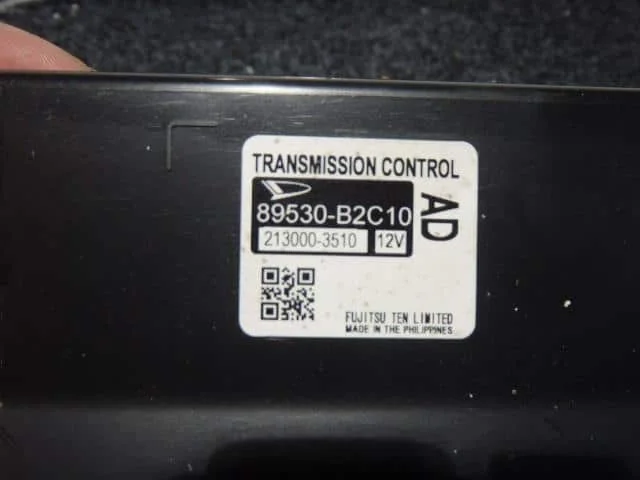 TRANSMISSION CONTROL
89530-B2C10
213000-3510 12V
AD
FUJITSU TEN LIMITED
MADE IN THE PHILIPPINES